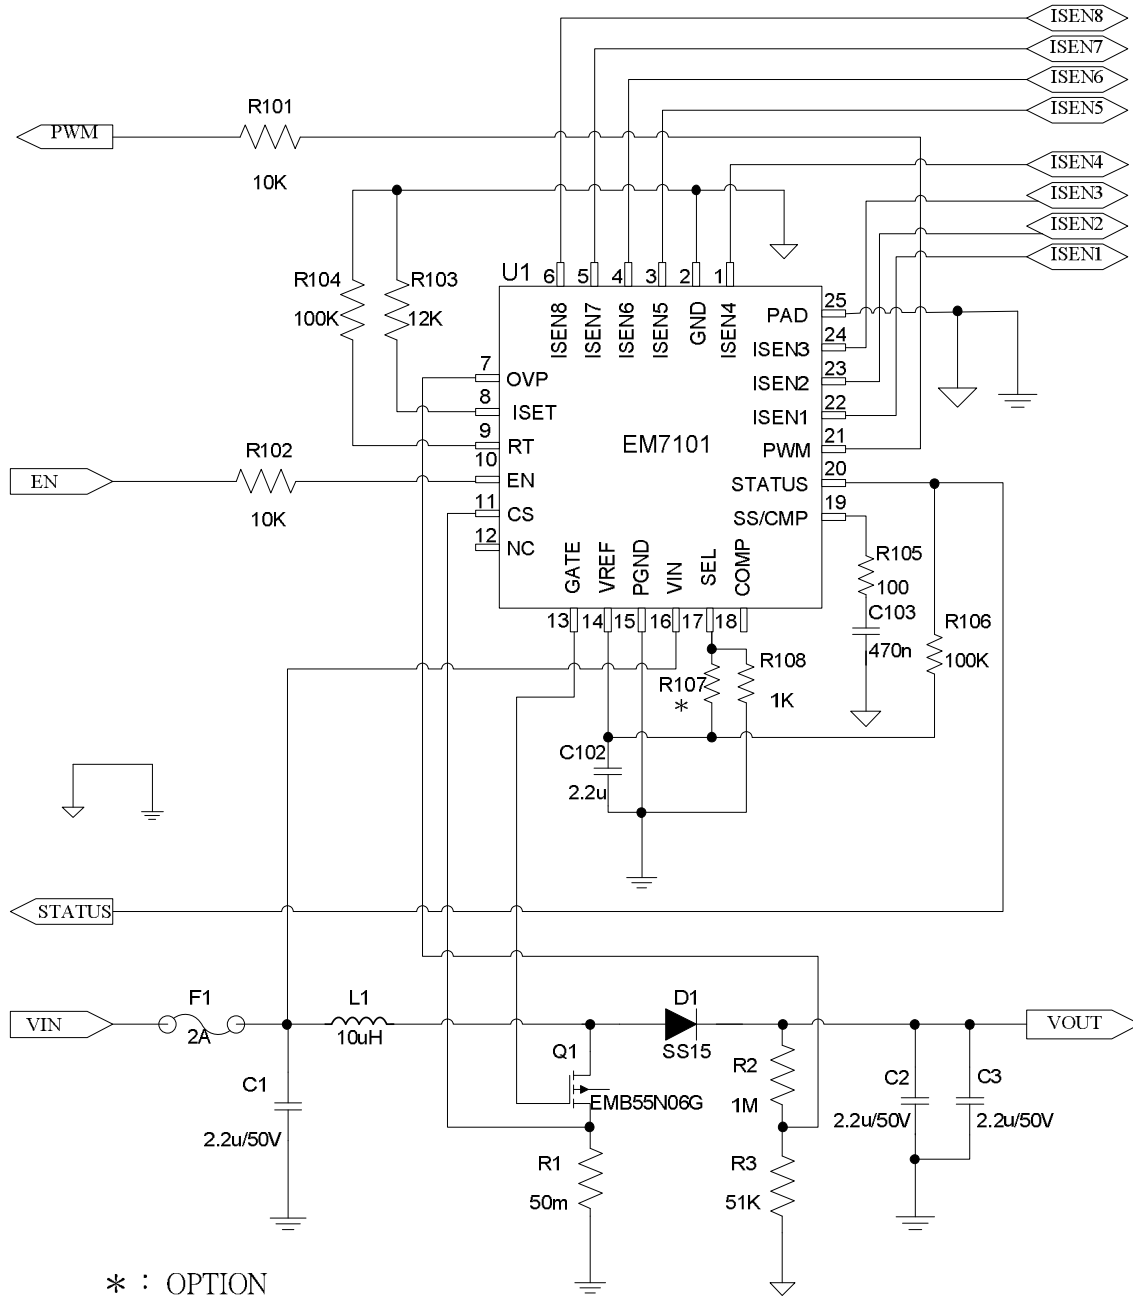 ISEN8
ISEN7
ISEN6
ISEN5
R101
PWM
10K
ISEN4
ISEN3
ISEN2
ISEN1
U1
6 5 4 3 2 1
R104
100K
R103
12K
ISEN8 ISEN7 ISEN6 ISEN5 GND ISEN4
PAD 25
ISEN3 24
ISEN2 23
ISEN1 22
PWM 21
STATUS 20
SS/CMP 19
7 OVP
8 ISET
9 RT
10 EN
11 CS
12 NC
EM7101
EN
R102
10K
GATE VREF PGND VIN SEL COMP
13 14 15 16 17 18
R105
100
C103
470n
R106
100K
R107
*
R108
1K
C102
2.2u
STATUS
VIN
F1
2A
L1
10uH
D1
SS15
VOUT
Q1
EMB55N06G
C1
2.2u/50V
R2
1M
C2
2.2u/50V
C3
2.2u/50V
R1
50m
R3
51K
* : OPTION